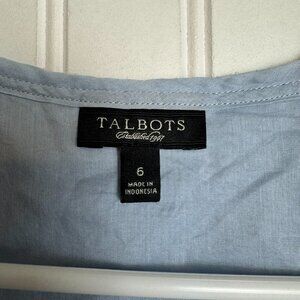 TALBOTS
Established 1947
6
MADE IN
INDONESIA